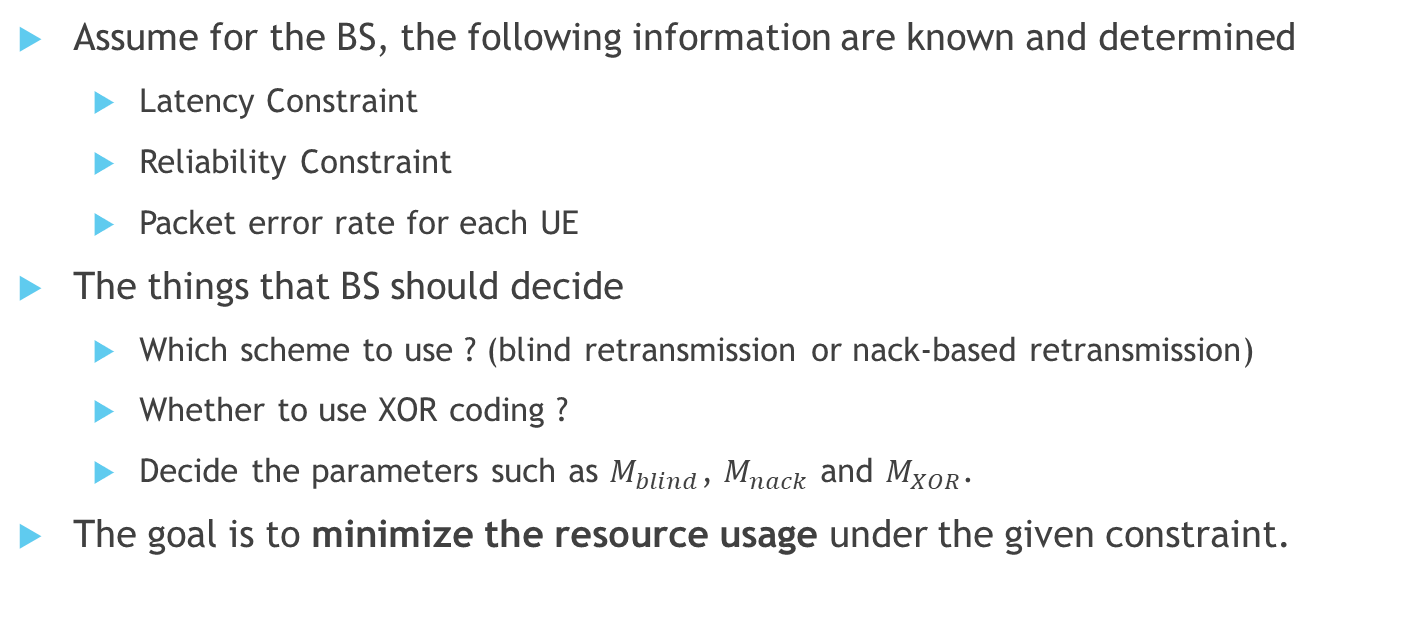 Assume for the BS, the following information are known and determined
Latency Constraint
Reliability Constraint
Packet error rate for each UE
The things that BS should decide
Which scheme to use ? (blind retransmission or nack-based retransmission)
Whether to use XOR coding ?
Decide the parameters such as M_blind, M_nack and M_XOR.
The goal is to minimize the resource usage under the given constraint.